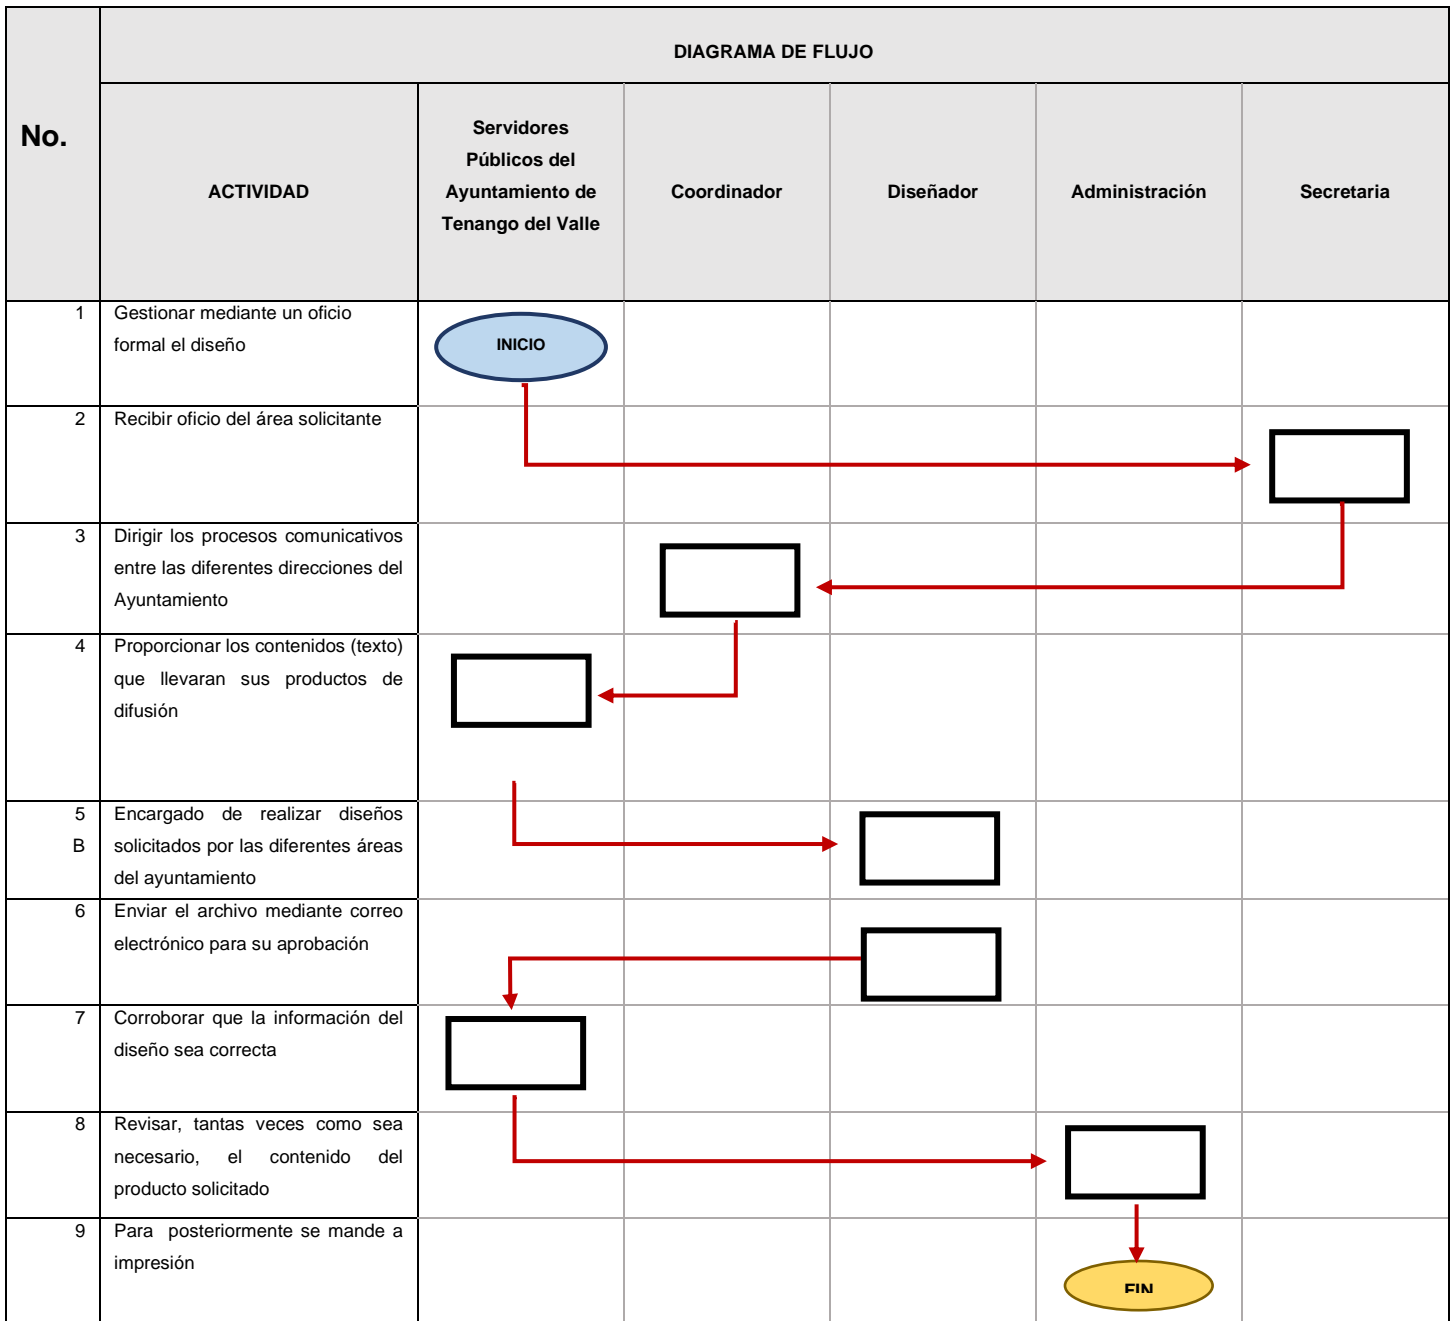 No.
DIAGRAMA DE FLUJO
ACTIVIDAD
Servidores
Públicos del
Ayuntamiento de
Tenango del Valle
Coordinador
Diseñador
Administración
Secretaria
1
Gestionar mediante un oficio
formal el diseño
INICIO
2
Recibir oficio del área solicitante
3
Dirigir los procesos comunicativos
entre las diferentes direcciones del
Ayuntamiento
4
Proporcionar los contenidos (texto)
que llevaran sus productos de
difusión
5
B
Encargado de realizar diseños
solicitados por las diferentes áreas
del ayuntamiento
6
Enviar el archivo mediante correo
electrónico para su aprobación
7
Corroborar que la información del
diseño sea correcta
8
Revisar, tantas veces como sea
necesario, el contenido del
producto solicitado
9
Para posteriormente se mande a
impresión
FIN